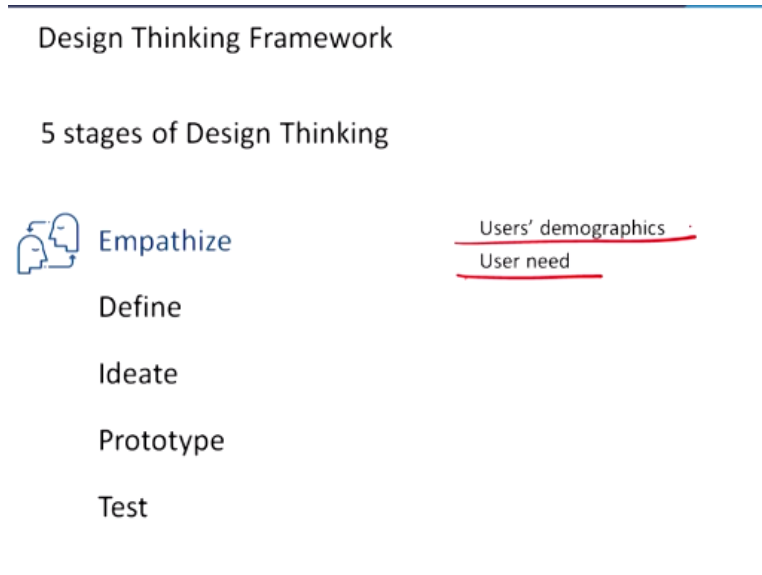 Design Thinking Framework
5 stages of Design Thinking
Empathize
Users’ demographics
User need
Define
Ideate
Prototype
Test